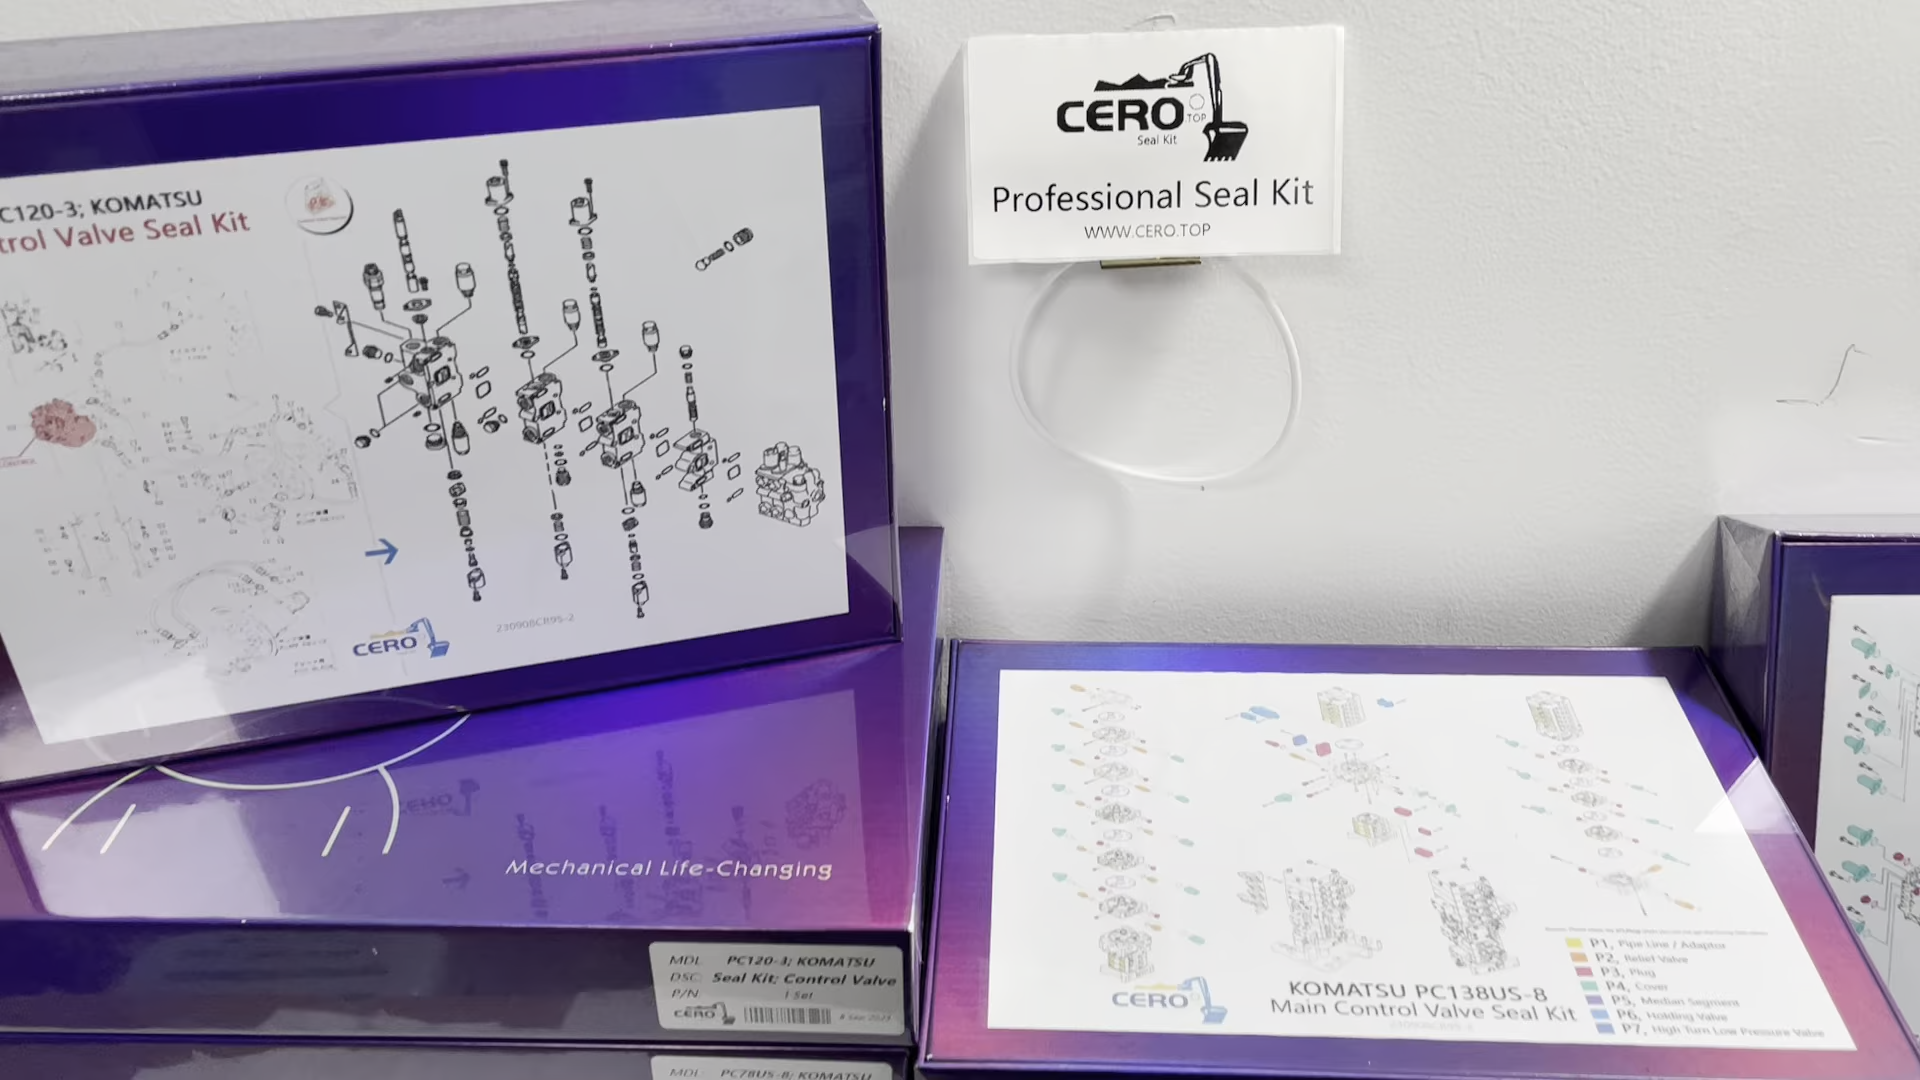 C120-3; KOMATSU
trol Valve Seal Kit
CERO
230908CR95-2
CERO
.TOP
Seal Kit
Professional Seal Kit
WWW.CERO.TOP
Mechanical Life-Changing
MDL PC120-3; KOMATSU
DSC Seal Kit; Control Valve
P/N 1 Set
CERO
MDL PC78US-8; KOMATSU
CERO
KOMATSU PC138US-8
Main Control Valve Seal Kit
P1, Pipe Line / Adaptor
P2, Relief Valve
P3, Plug
P4, Cover
P5, Median Segment
P6, Holding Valve
P7, High Turn Low Pressure Valve